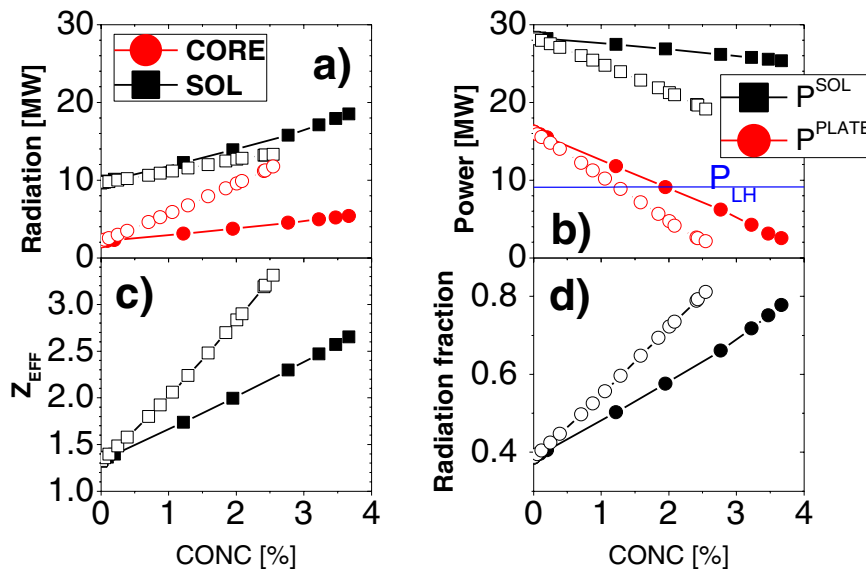 30
20
10
0
Radiation [MW]
CORE
SOL
a)
30
20
10
0
Power [MW]
P^SOL
P^PLATE
P_LH
b)
3.0
2.5
2.0
1.5
1.0
Z_EFF
c)
0 1 2 3 4
CONC [%]
0.8
0.6
0.4
Radiation fraction
d)
0 1 2 3 4
CONC [%]